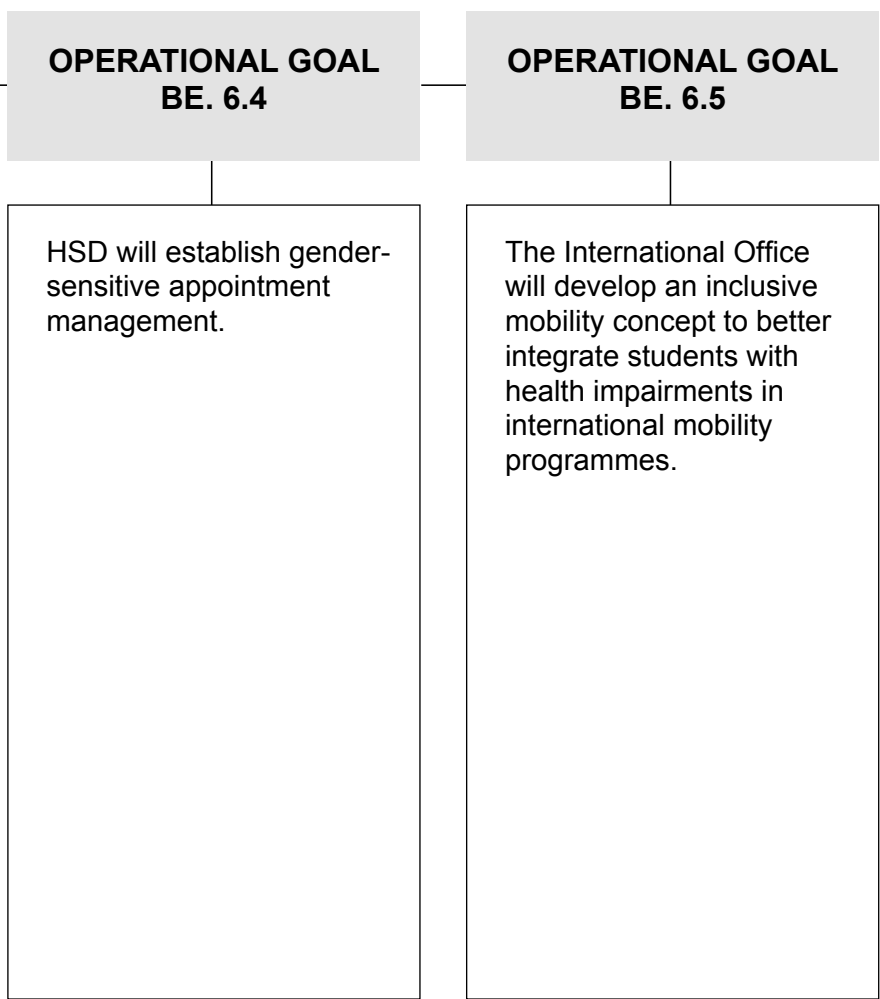 OPERATIONAL GOAL
BE. 6.4
HSD will establish gender-
sensitive appointment
management.
OPERATIONAL GOAL
BE. 6.5
The International Office
will develop an inclusive
mobility concept to better
integrate students with
health impairments in
international mobility
programmes.